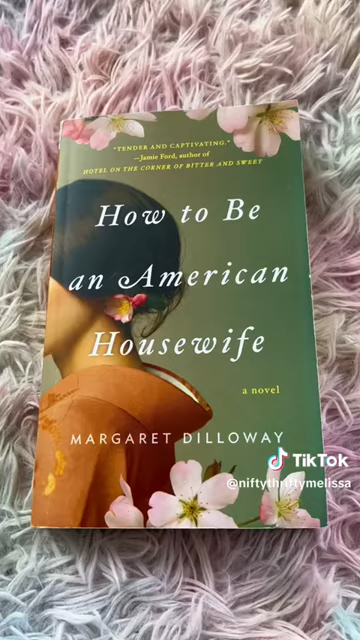 "TENDER AND CAPTIVATING."
—Jamie Ford, author of
HOTEL ON THE CORNER OF BITTER AND SWEET
How to Be
an American
Housewife
a novel
MARGARET DILLOWAY
TikTok
@niftythriftymelissa